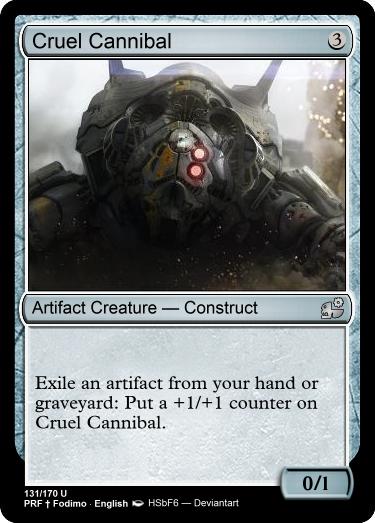 Cruel Cannibal 3
Artifact Creature — Construct
Exile an artifact from your hand or
graveyard: Put a +1/+1 counter on
Cruel Cannibal.
0/1
131/170 U
PRF † Fodimo · English HSbF6 — Deviantart